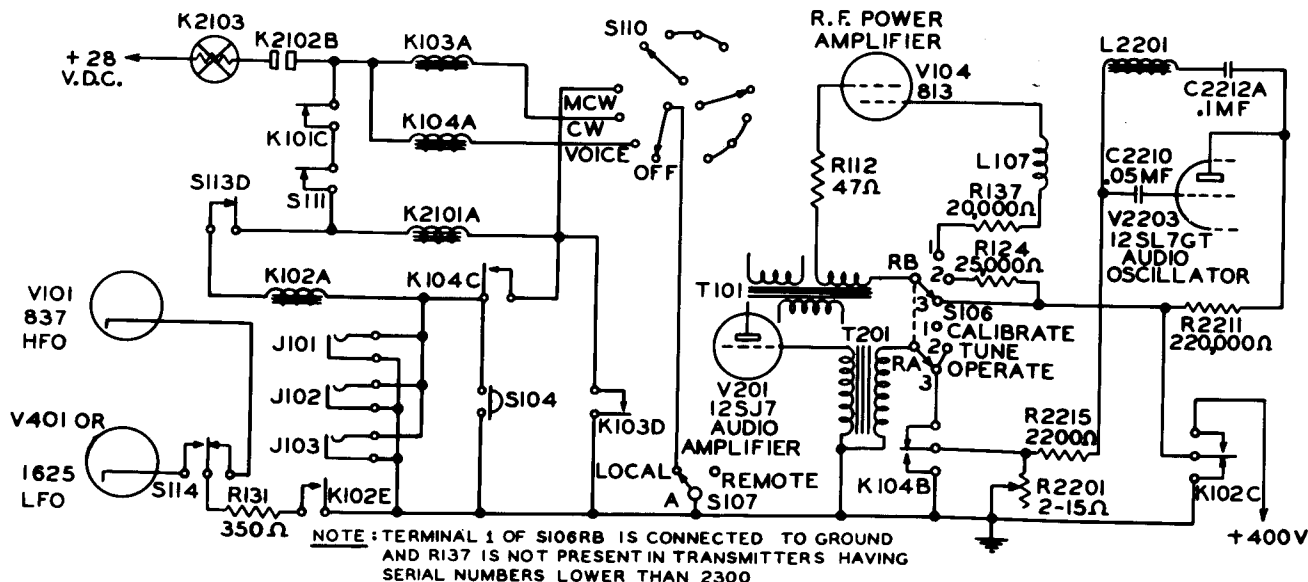 K2103
K2102B
+ 28
V.D.C.
K103A
K101C
K104A
S111
S113D
K2101A
K102A
K104C
V101
837
HFO
J101
J102
J103
S104
K103D
V401 OR
1625
LFO
S114
R131
350Ω
K102E
S110
MCW
CW
VOICE
OFF
LOCAL
REMOTE
A
S107
R.F. POWER
AMPLIFIER
V104
813
R112
47Ω
L107
R137
20,000Ω
R124
25,000Ω
RB
1
2
3
S106
T101
T201
V201
12SJ7
AUDIO
AMPLIFIER
RA
1
CALIBRATE
2
TUNE
3
OPERATE
K104B
L2201
C2212A
.1MF
C2210
.05MF
V2203
12SL7GT
AUDIO
OSCILLATOR
R2211
220,000Ω
R2215
2200Ω
R2201
2-15Ω
K102C
+400V
NOTE : TERMINAL 1 OF S106RB IS CONNECTED TO GROUND
AND R137 IS NOT PRESENT IN TRANSMITTERS HAVING
SERIAL NUMBERS LOWER THAN 2300